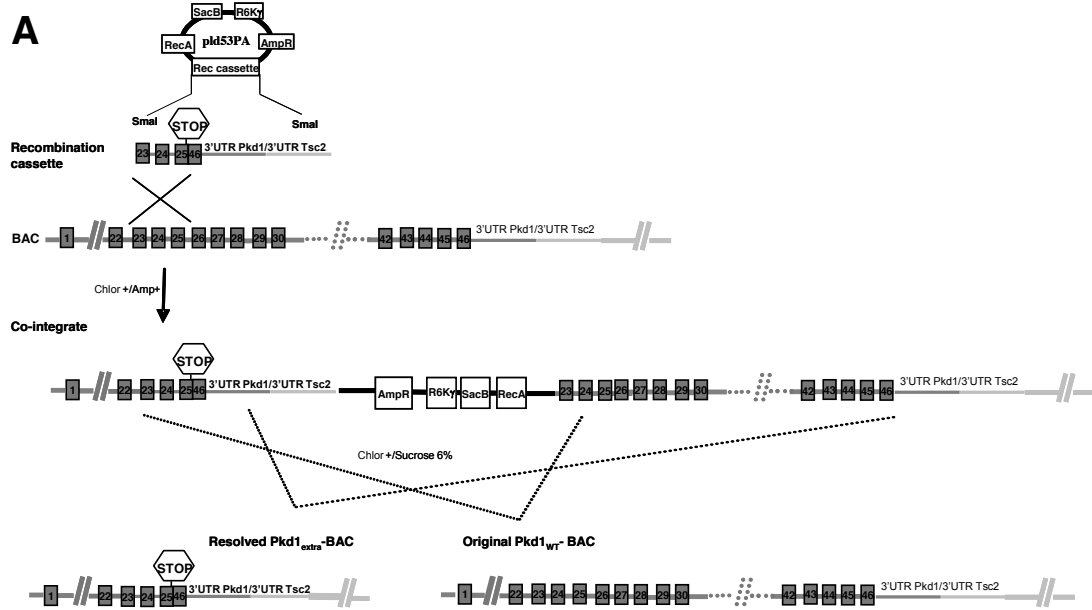 A
SacB R6Kγ
RecA pld53PA AmpR
Rec cassette
SmaI SmaI
STOP
Recombination
cassette
23 24 25 46 3'UTR Pkd1/3'UTR Tsc2
BAC 1 22 23 24 25 26 27 28 29 30 42 43 44 45 46 3'UTR Pkd1/3'UTR Tsc2
Chlor +/Amp+
Co-integrate
STOP
1 22 23 24 25 46 3'UTR Pkd1/3'UTR Tsc2 AmpR R6Kγ SacB RecA 23 24 25 26 27 28 29 30 42 43 44 45 46 3'UTR Pkd1/3'UTR Tsc2
Chlor +/Sucrose 6%
Resolved Pkd1extra-BAC Original Pkd1WT- BAC
STOP
1 22 23 24 25 46 3'UTR Pkd1/3'UTR Tsc2 1 22 23 24 25 26 27 28 29 30 42 43 44 45 46 3'UTR Pkd1/3'UTR Tsc2